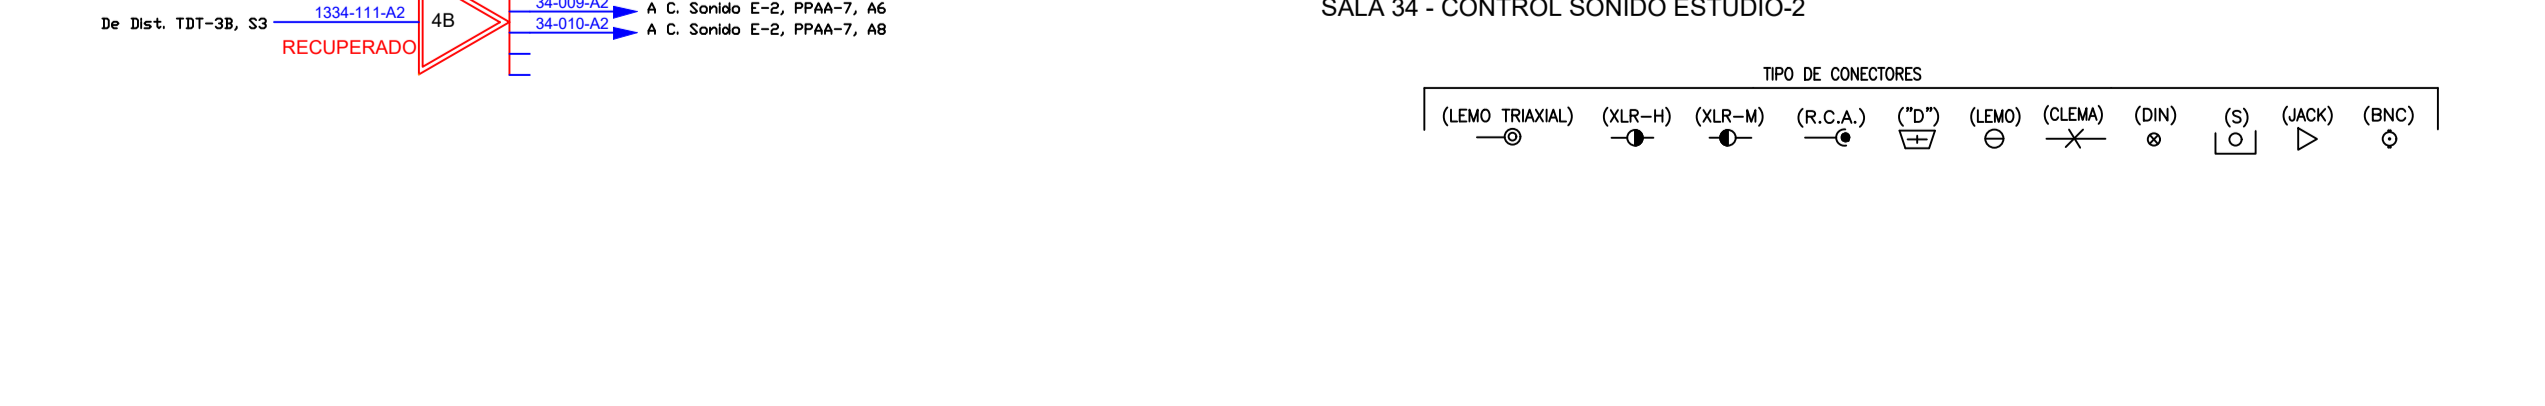 34-009-A2
A C. Sonido E-2, PPAA-7, A6
1334-111-A2
De Dist. TDT-3B, S3
4B
34-010-A2
A C. Sonido E-2, PPAA-7, A8
RECUPERADO
SALA 34 - CONTROL SONIDO ESTUDIO-2
TIPO DE CONECTORES
(LEMO TRIAXIAL) (XLR-H) (XLR-M) (R.C.A.) ("D") (LEMO) (CLEMA) (DIN) (S) (JACK) (BNC)